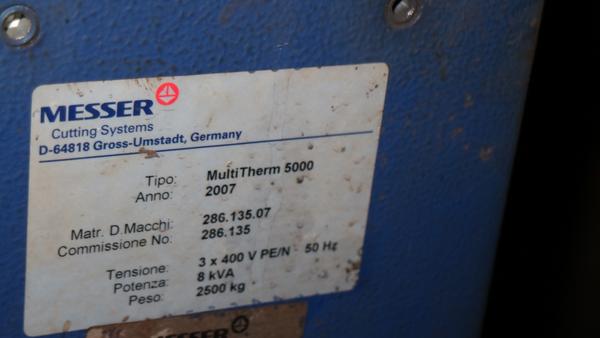 MESSER
Cutting Systems
D-64818 Gross-Umstadt, Germany
Tipo: MultiTherm 5000
Anno: 2007
Matr. D.Macchi: 286.135.07
Commissione No: 286.135
Tensione: 3 x 400 V PE/N - 50 Hz
Potenza: 8 kVA
Peso: 2500 kg
MESSER